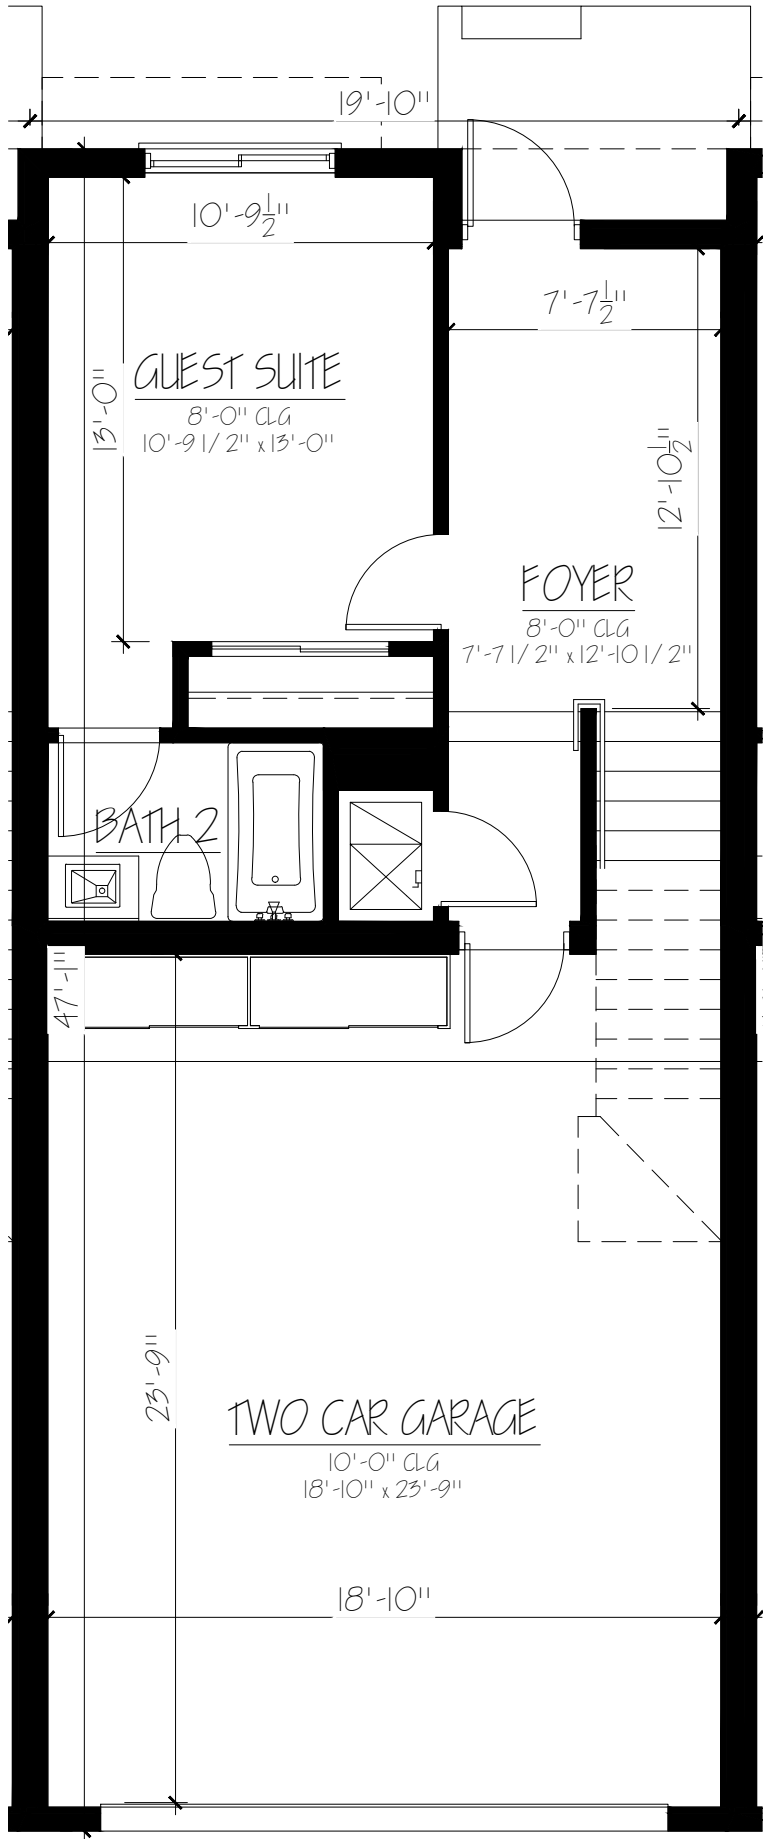 19'-10"
10'-9 1/2"
7'-7 1/2"
GUEST SUITE
8'-0" CLG
10'-9 1/2" x 13'-0"
13'-0"
12'-10 1/2"
FOYER
8'-0" CLG
7'-7 1/2" x 12'-10 1/2"
BATH 2
47'-1"
23'-9"
TWO CAR GARAGE
10'-0" CLG
18'-10" x 23'-9"
18'-10"